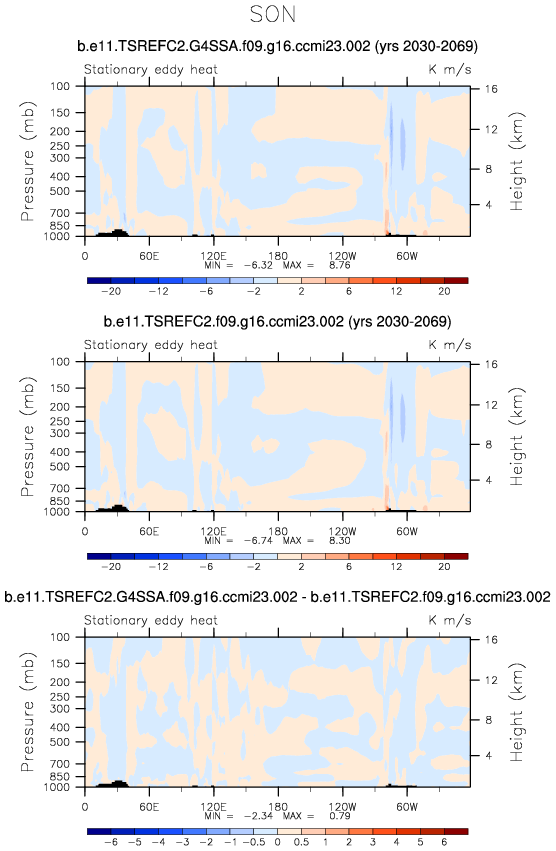 SON
b.e11.TSREFC2.G4SSA.f09.g16.ccmi23.002 (yrs 2030-2069)
Stationary eddy heat K m/s
Pressure (mb)
100
150
200
250
300
400
500
700
850
1000
16
12
8
4
Height (km)
0 60E 120E 180 120W 60W
MIN = -6.32 MAX = 8.76
-20 -12 -6 -2 2 6 12 20
b.e11.TSREFC2.f09.g16.ccmi23.002 (yrs 2030-2069)
Stationary eddy heat K m/s
Pressure (mb)
100
150
200
250
300
400
500
700
850
1000
16
12
8
4
Height (km)
0 60E 120E 180 120W 60W
MIN = -6.74 MAX = 8.30
-20 -12 -6 -2 2 6 12 20
b.e11.TSREFC2.G4SSA.f09.g16.ccmi23.002 - b.e11.TSREFC2.f09.g16.ccmi23.002
Stationary eddy heat K m/s
Pressure (mb)
100
150
200
250
300
400
500
700
850
1000
16
12
8
4
Height (km)
0 60E 120E 180 120W 60W
MIN = -2.34 MAX = 0.79
-6 -5 -4 -3 -2 -1 -0.5 0 0.5 1 2 3 4 5 6